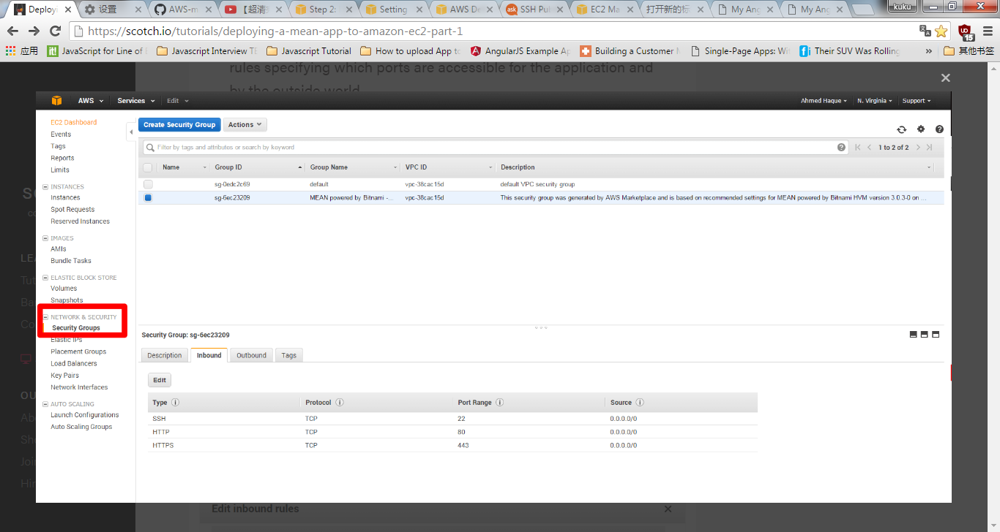 Deployi
设置
AWS-m
【超清
Step 2:
Setting
AWS De
ask
SSH Put
EC2 Ma
打开新的标
My Ang
My Ang
kuku
https://scotch.io/tutorials/deploying-a-mean-app-to-amazon-ec2-part-1
15
应用
it!
JavaScript for Line of
Javascript Interview TE
Javascript Tutorial
How to upload App to
AngularJS Example Ap
Building a Customer
Single-Page Apps: Wi
Their SUV Was Rolling
»
其他书签
rules specifying which ports are accessible for the application and
by the outside world
AWS
Services
Edit
Ahmed Haque
N. Virginia
Support
EC2 Dashboard
Events
Tags
Reports
Limits
INSTANCES
Instances
Spot Requests
Reserved Instances
IMAGES
AMIs
Bundle Tasks
ELASTIC BLOCK STORE
Volumes
Snapshots
NETWORK & SECURITY
Security Groups
Elastic IPs
Placement Groups
Load Balancers
Key Pairs
Network Interfaces
AUTO SCALING
Launch Configurations
Auto Scaling Groups
Create Security Group
Actions
Filter by tags and attributes or search by keyword
1 to 2 of 2
Name Group ID Group Name VPC ID Description
sg-0edc2c69 default vpc-38cac15d default VPC security group
sg-6ec23209 MEAN powered by Bitnami -... vpc-38cac15d This security group was generated by AWS Marketplace and is based on recommended settings for MEAN powered by Bitnami HVM version 3.0.3-0 on ...
Security Group: sg-6ec23209
Description Inbound Outbound Tags
Edit
Type Protocol Port Range Source
SSH TCP 22 0.0.0.0/0
HTTP TCP 80 0.0.0.0/0
HTTPS TCP 443 0.0.0.0/0
Edit inbound rules